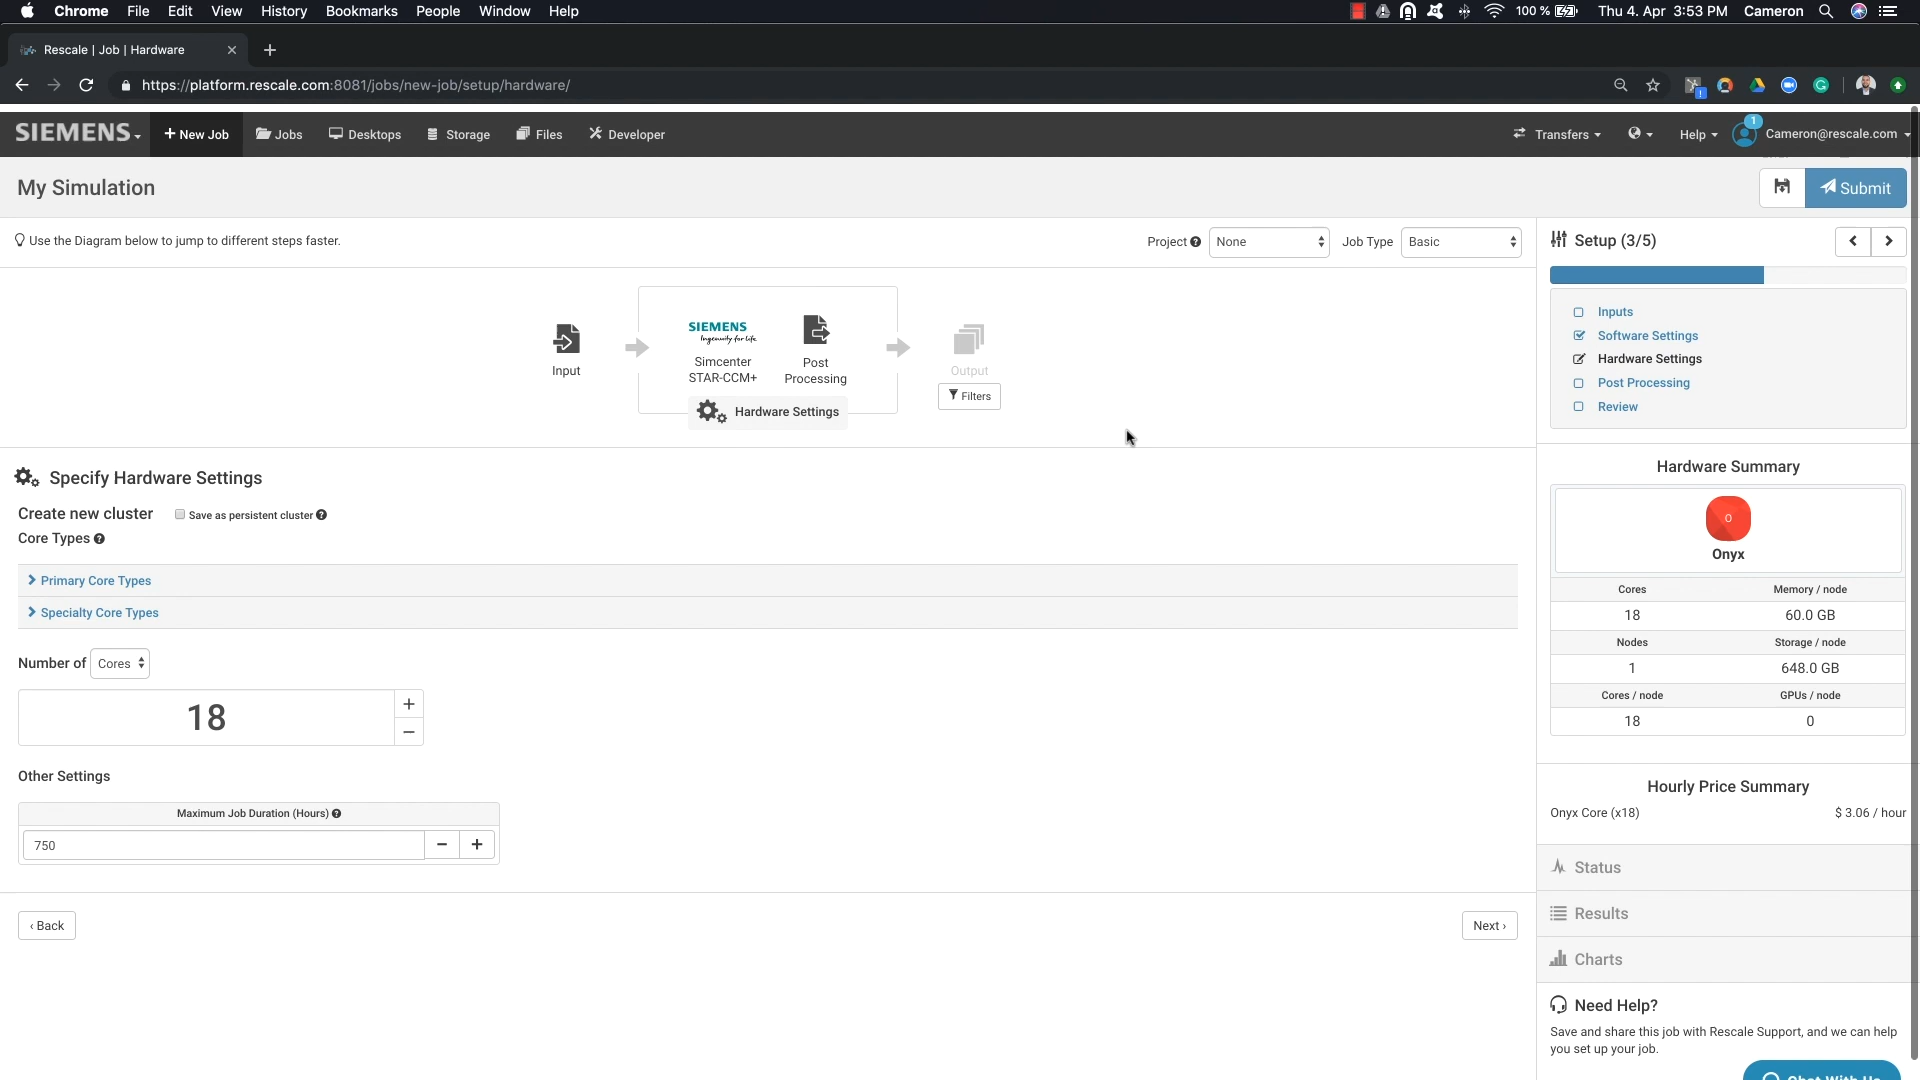 Chrome File Edit View History Bookmarks People Window Help
100 % Thu 4. Apr 3:53 PM Cameron
Rescale | Job | Hardware
https://platform.rescale.com:8081/jobs/new-job/setup/hardware/
SIEMENS
+ New Job
Jobs
Desktops
Storage
Files
Developer
Transfers
Help
1
Cameron@rescale.com
My Simulation
Submit
Use the Diagram below to jump to different steps faster.
Project
None
Job Type
Basic
Setup (3/5)
Inputs
Software Settings
Hardware Settings
Post Processing
Review
Input
SIEMENS
Ingenuity for life
Simcenter
STAR-CCM+
Post
Processing
Hardware Settings
Output
Filters
Specify Hardware Settings
Create new cluster
Save as persistent cluster
Core Types
Primary Core Types
Specialty Core Types
Number of
Cores
18
+
−
Other Settings
Maximum Job Duration (Hours)
750
− +
‹ Back
Next ›
Hardware Summary
O
Onyx
Cores Memory / node
18 60.0 GB
Nodes Storage / node
1 648.0 GB
Cores / node GPUs / node
18 0
Hourly Price Summary
Onyx Core (x18) $ 3.06 / hour
Status
Results
Charts
Need Help?
Save and share this job with Rescale Support, and we can help
you set up your job.